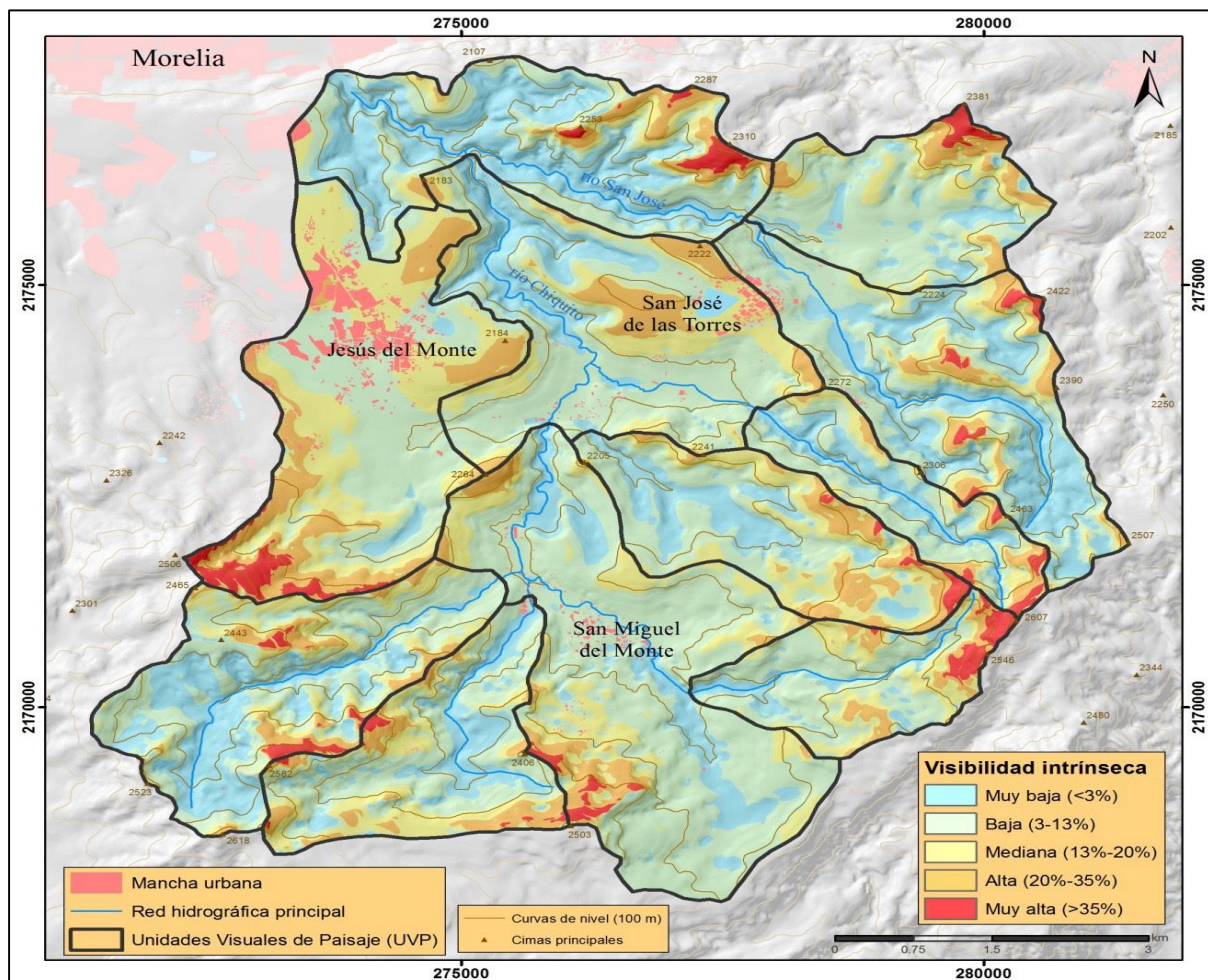 275000
280000
Morelia
N
2107
2287
2381
2253
2310
2185
río San José
2183
2202
2222
2175000
2175000
río Chiquito
2224
2422
San José
de las Torres
2184
Jesús del Monte
2272
2390
2250
2242
2241
2326
2264
2205
2306
2463
2506
2507
2465
2301
2443
2607
San Miguel
del Monte
2546
2344
2170000
2170000
2480
2406
2582
2523
2618
2503
Visibilidad intrínseca
Muy baja (<3%)
Baja (3-13%)
Mediana (13%-20%)
Alta (20%-35%)
Muy alta (>35%)
Mancha urbana
Red hidrográfica principal
Unidades Visuales de Paisaje (UVP)
Curvas de nivel (100 m)
Cimas principales
km
0 0.75 1.5 3
275000
280000